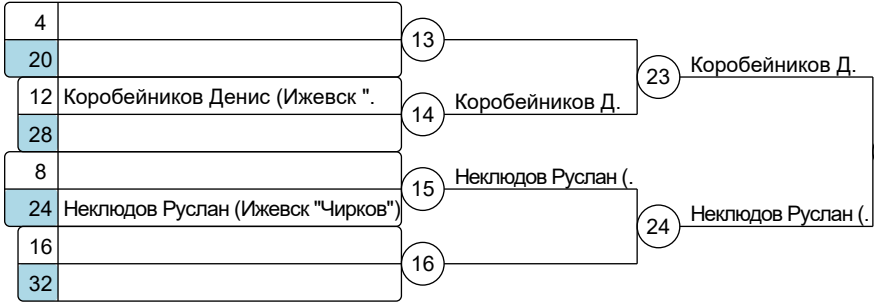 4
13
20
12 Коробейников Денис (Ижевск ".
14 Коробейников Д.
28
23 Коробейников Д.
8
15 Неклюдов Руслан (.
24 Неклюдов Руслан (Ижевск "Чирков")
24 Неклюдов Руслан (.
16
16
32